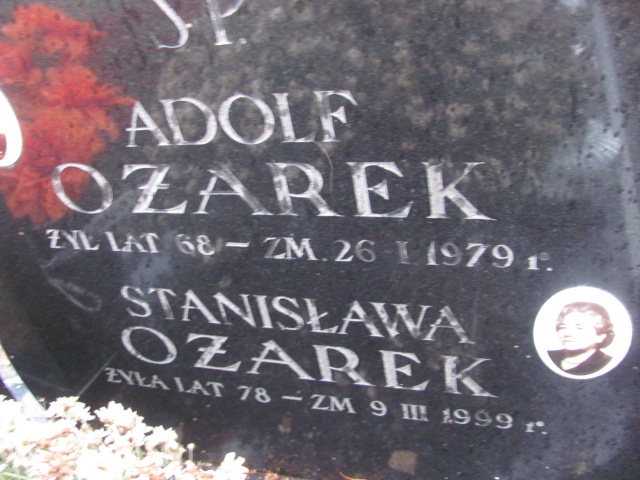 ŚP.
ADOLF
OŻAREK
ŻYŁ LAT 68 – ZM. 26 I 1979 r.
STANISŁAWA
OŻAREK
ŻYŁA LAT 78 – ZM 9 III 1999 r.